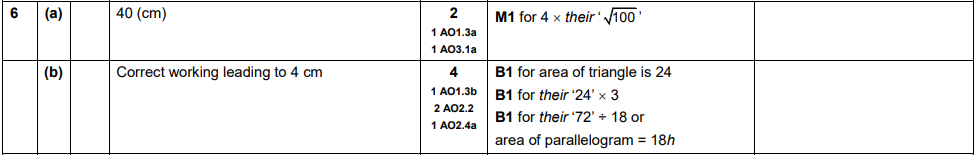 6 (a) 40 (cm) 2 M1 for 4 × their ‘√100’
1 AO1.3a
1 AO3.1a
(b) Correct working leading to 4 cm 4 B1 for area of triangle is 24
1 AO1.3b B1 for their ‘24’ × 3
2 AO2.2 B1 for their ‘72’ ÷ 18 or
1 AO2.4a area of parallelogram = 18h